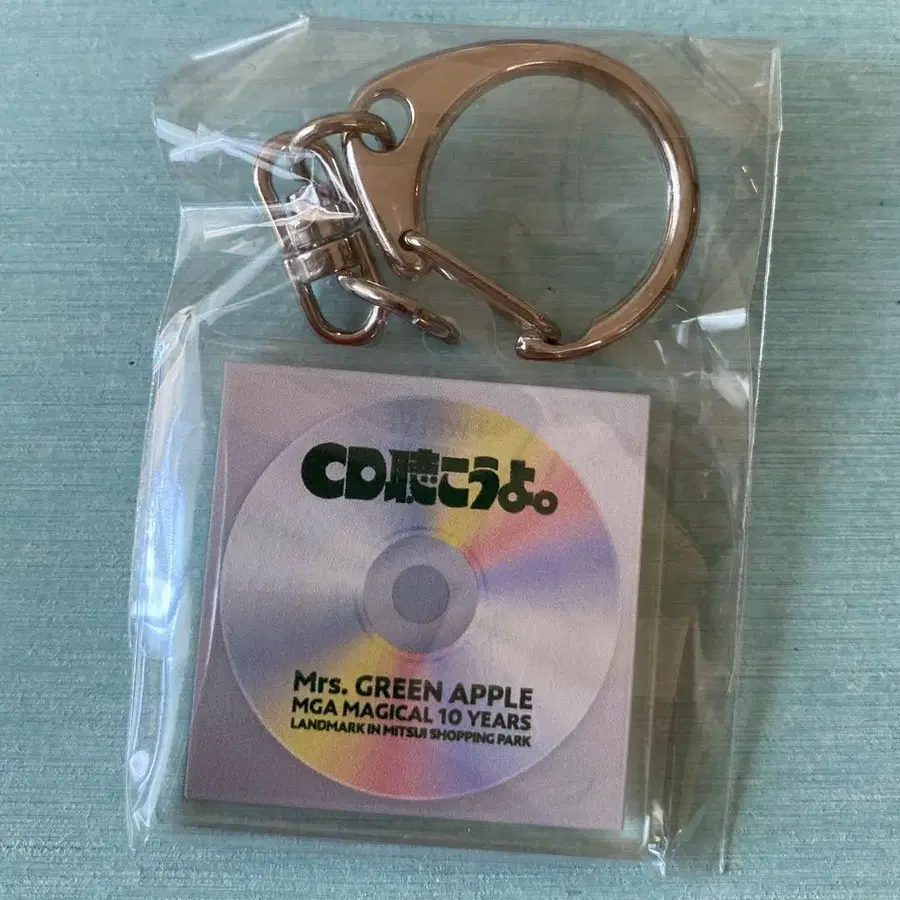 CD聴こうよ。
Mrs. GREEN APPLE
MGA MAGICAL 10 YEARS
LANDMARK IN MITSUI SHOPPING PARK